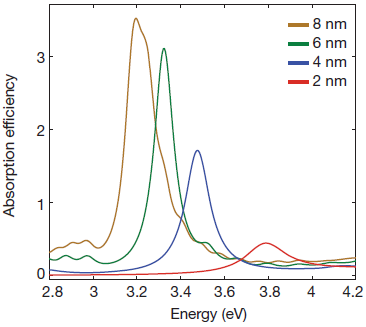 8 nm
6 nm
4 nm
2 nm
Absorption efficiency
3
2
1
0
2.8 3 3.2 3.4 3.6 3.8 4 4.2
Energy (eV)